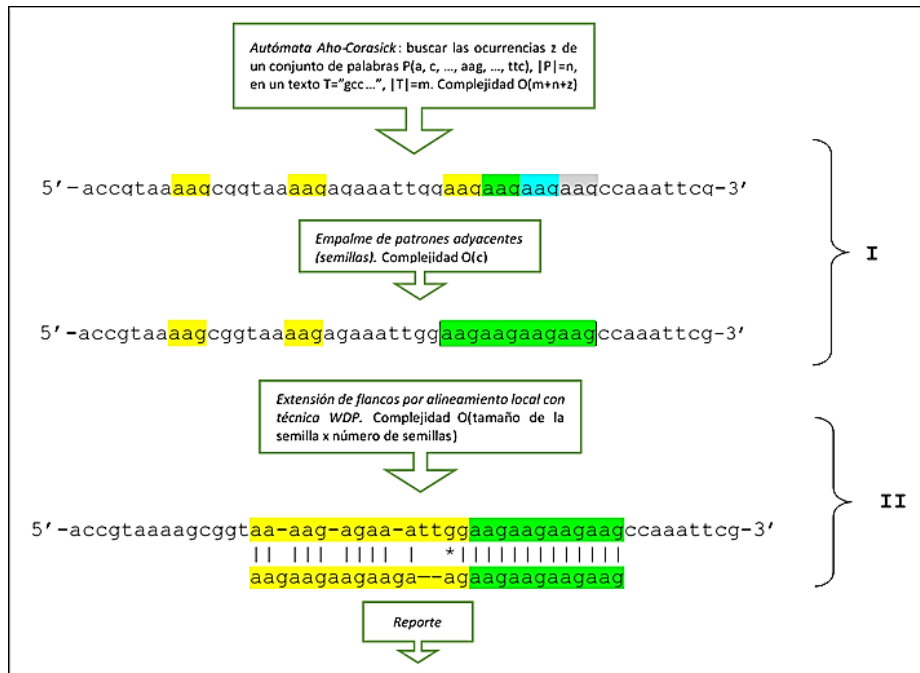 Autómata Aho-Corasick: buscar las ocurrencias z de
un conjunto de palabras P(a, c, ..., aag, ..., ttc), |P|=n,
en un texto T="gcc...", |T|=m. Complejidad O(m+n+z)
5’-accgtaaaagcggtaaaagagaaattggaagaagaagaagccaaattcg-3’
Empalme de patrones adyacentes
(semillas). Complejidad O(c)
I
5’-accgtaaaagcggtaaaagagaaattggaagaagaagaagccaaattcg-3’
Extensión de flancos por alineamiento local con
técnica WDP. Complejidad O(tamaño de la
semilla x número de semillas)
II
5’-accgtaaaagcggtaa-aag-agaa-attggaagaagaagaagccaaattcg-3’
|| ||| |||| | *|||||||||||||
aagaagaagaaga——agaagaagaagaag
Reporte